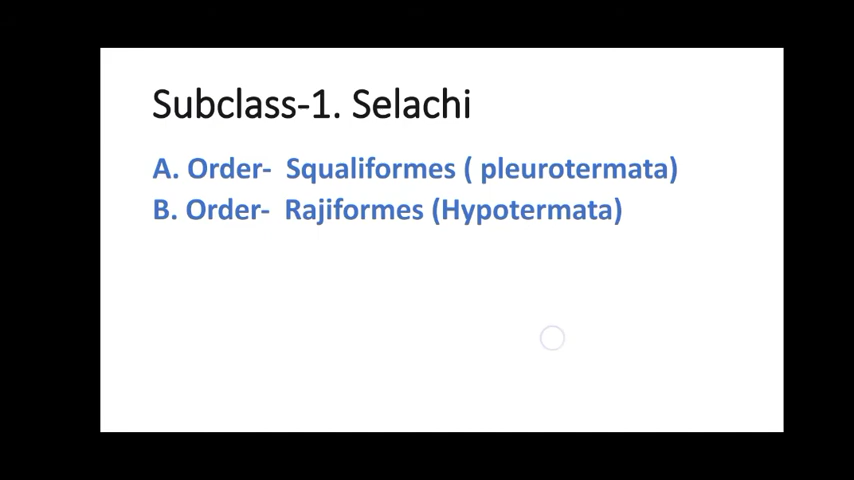 Subclass-1. Selachi
A. Order-  Squaliformes ( pleurotermata)
B. Order-  Rajiformes (Hypotermata)